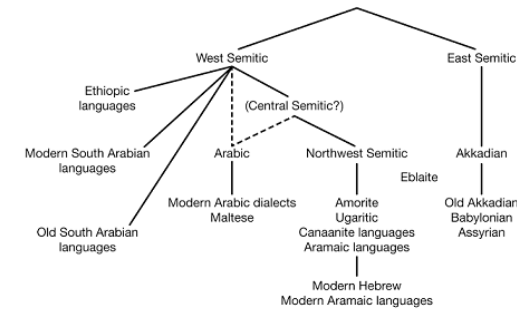 West Semitic
East Semitic
Ethiopic
languages
(Central Semitic?)
Modern South Arabian
languages
Arabic
Northwest Semitic
Akkadian
Eblaite
Modern Arabic dialects
Maltese
Amorite
Ugaritic
Canaanite languages
Aramaic languages
Old Akkadian
Babylonian
Assyrian
Old South Arabian
languages
Modern Hebrew
Modern Aramaic languages